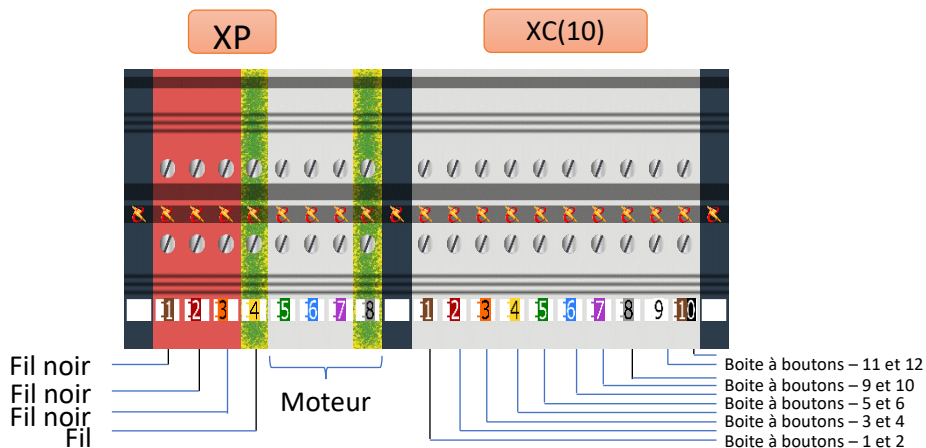 XP
XC(10)
1 2 3 4 5 6 7 8
1 2 3 4 5 6 7 8 9 10
Fil noir
Fil noir
Fil noir
Fil
Moteur
Boite à boutons – 11 et 12
Boite à boutons – 9 et 10
Boite à boutons – 5 et 6
Boite à boutons – 3 et 4
Boite à boutons – 1 et 2